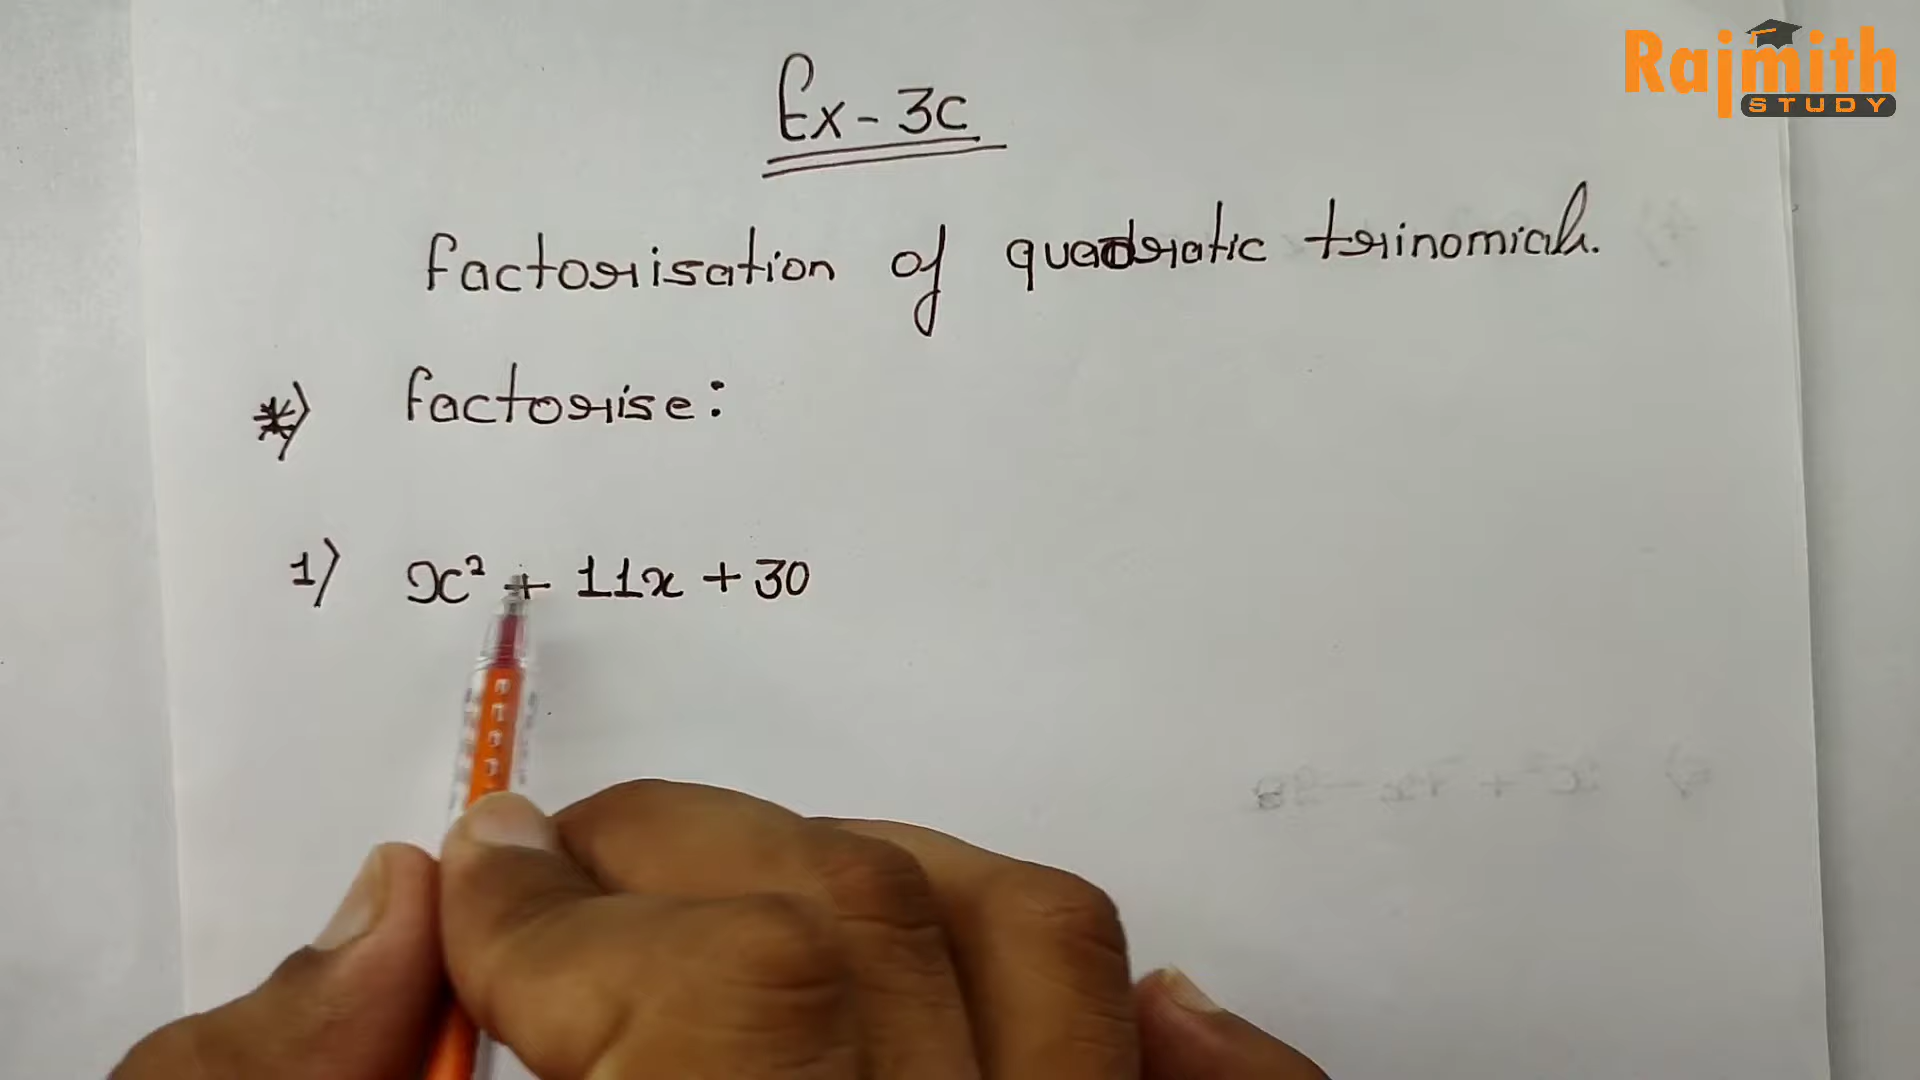 Rajmith
STUDY
Ex - 3C
factorisation of quadratic trinomials.
*) factorise:
1) x² + 11x + 30